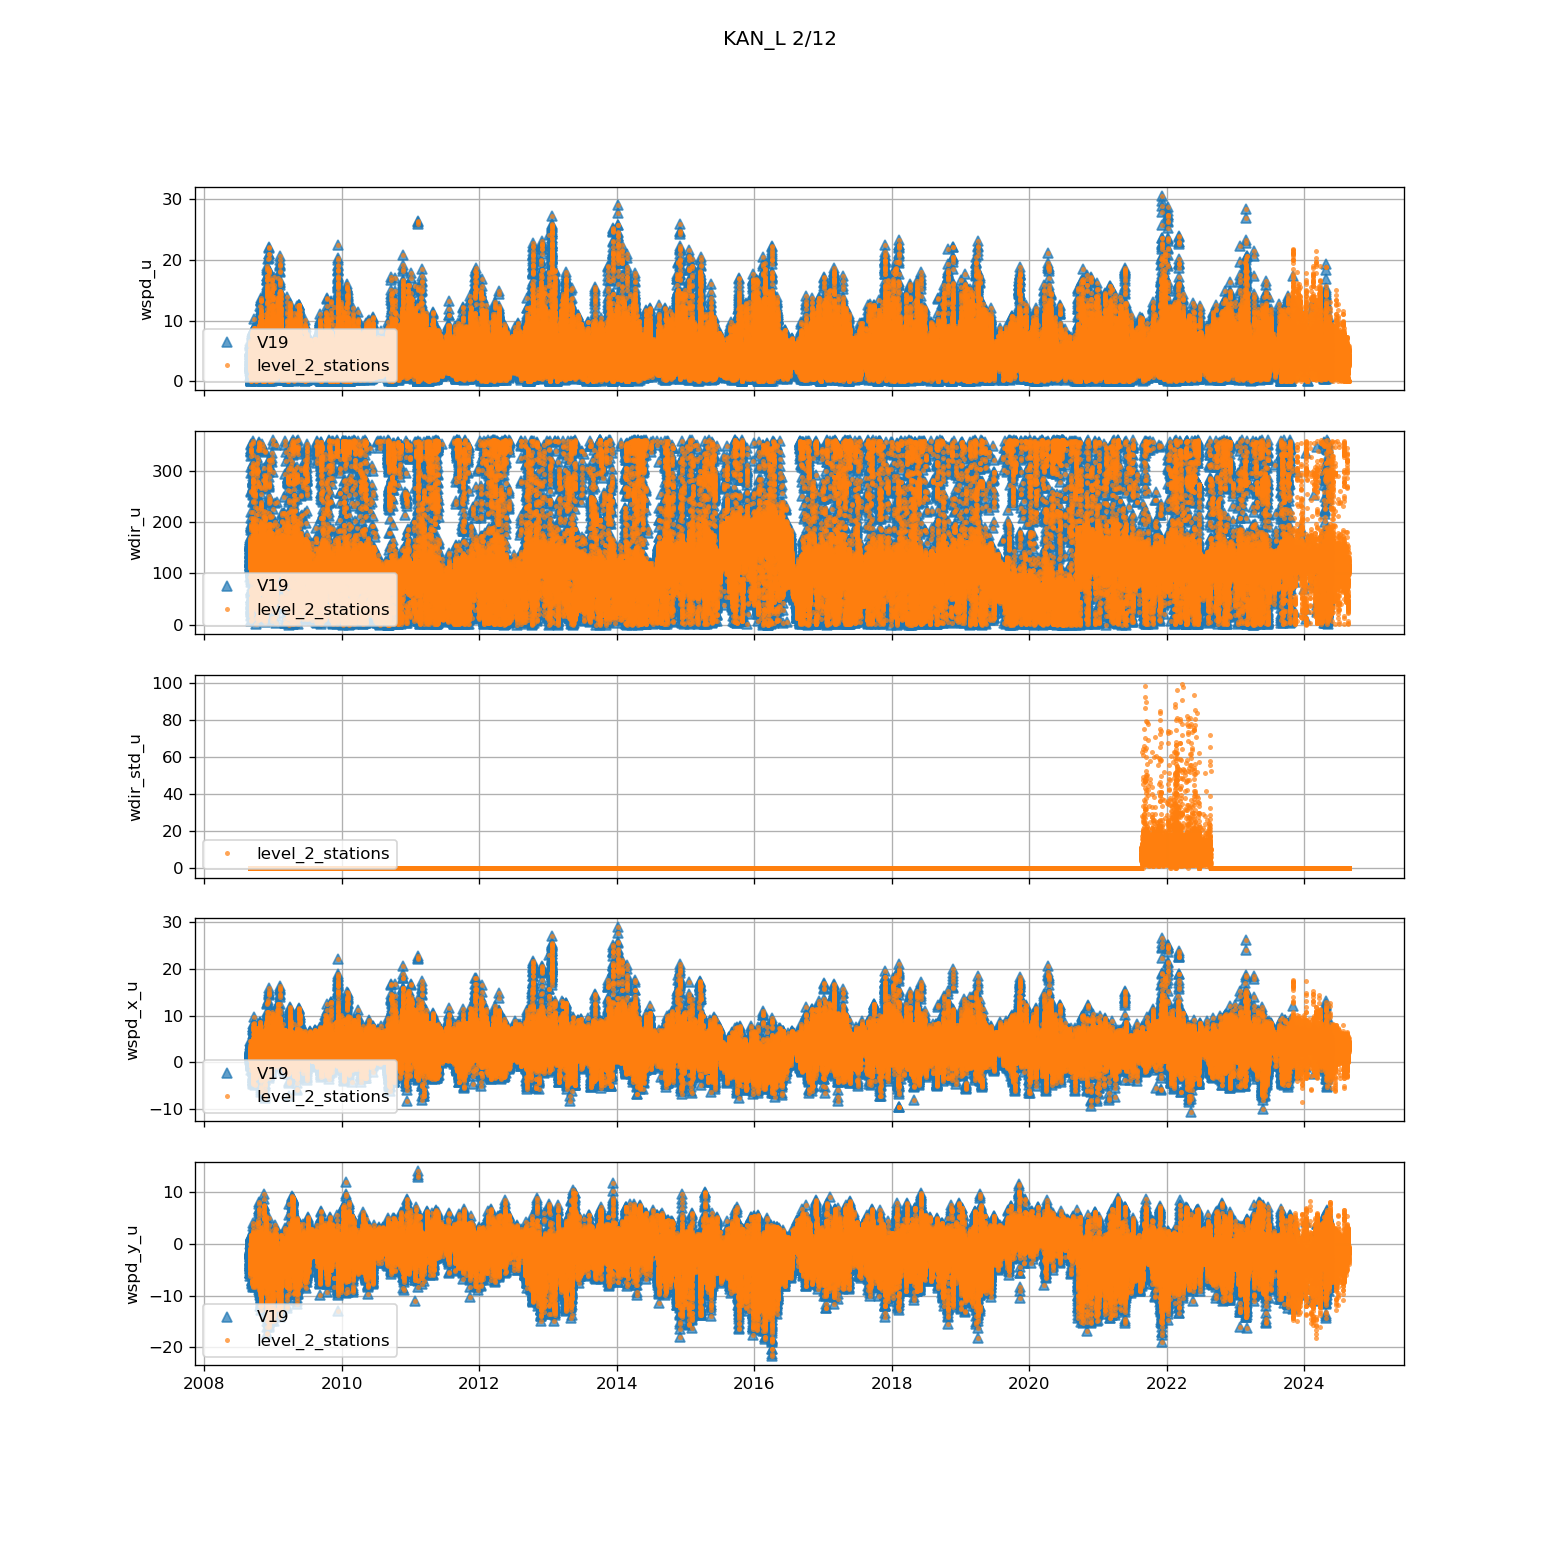 KAN_L 2/12
wspd_u
30
20
10
0
V19
level_2_stations
wdir_u
300
200
100
0
V19
level_2_stations
wdir_std_u
100
80
60
40
20
0
level_2_stations
wspd_x_u
30
20
10
0
−10
V19
level_2_stations
wspd_y_u
10
0
−10
−20
V19
level_2_stations
2008 2010 2012 2014 2016 2018 2020 2022 2024